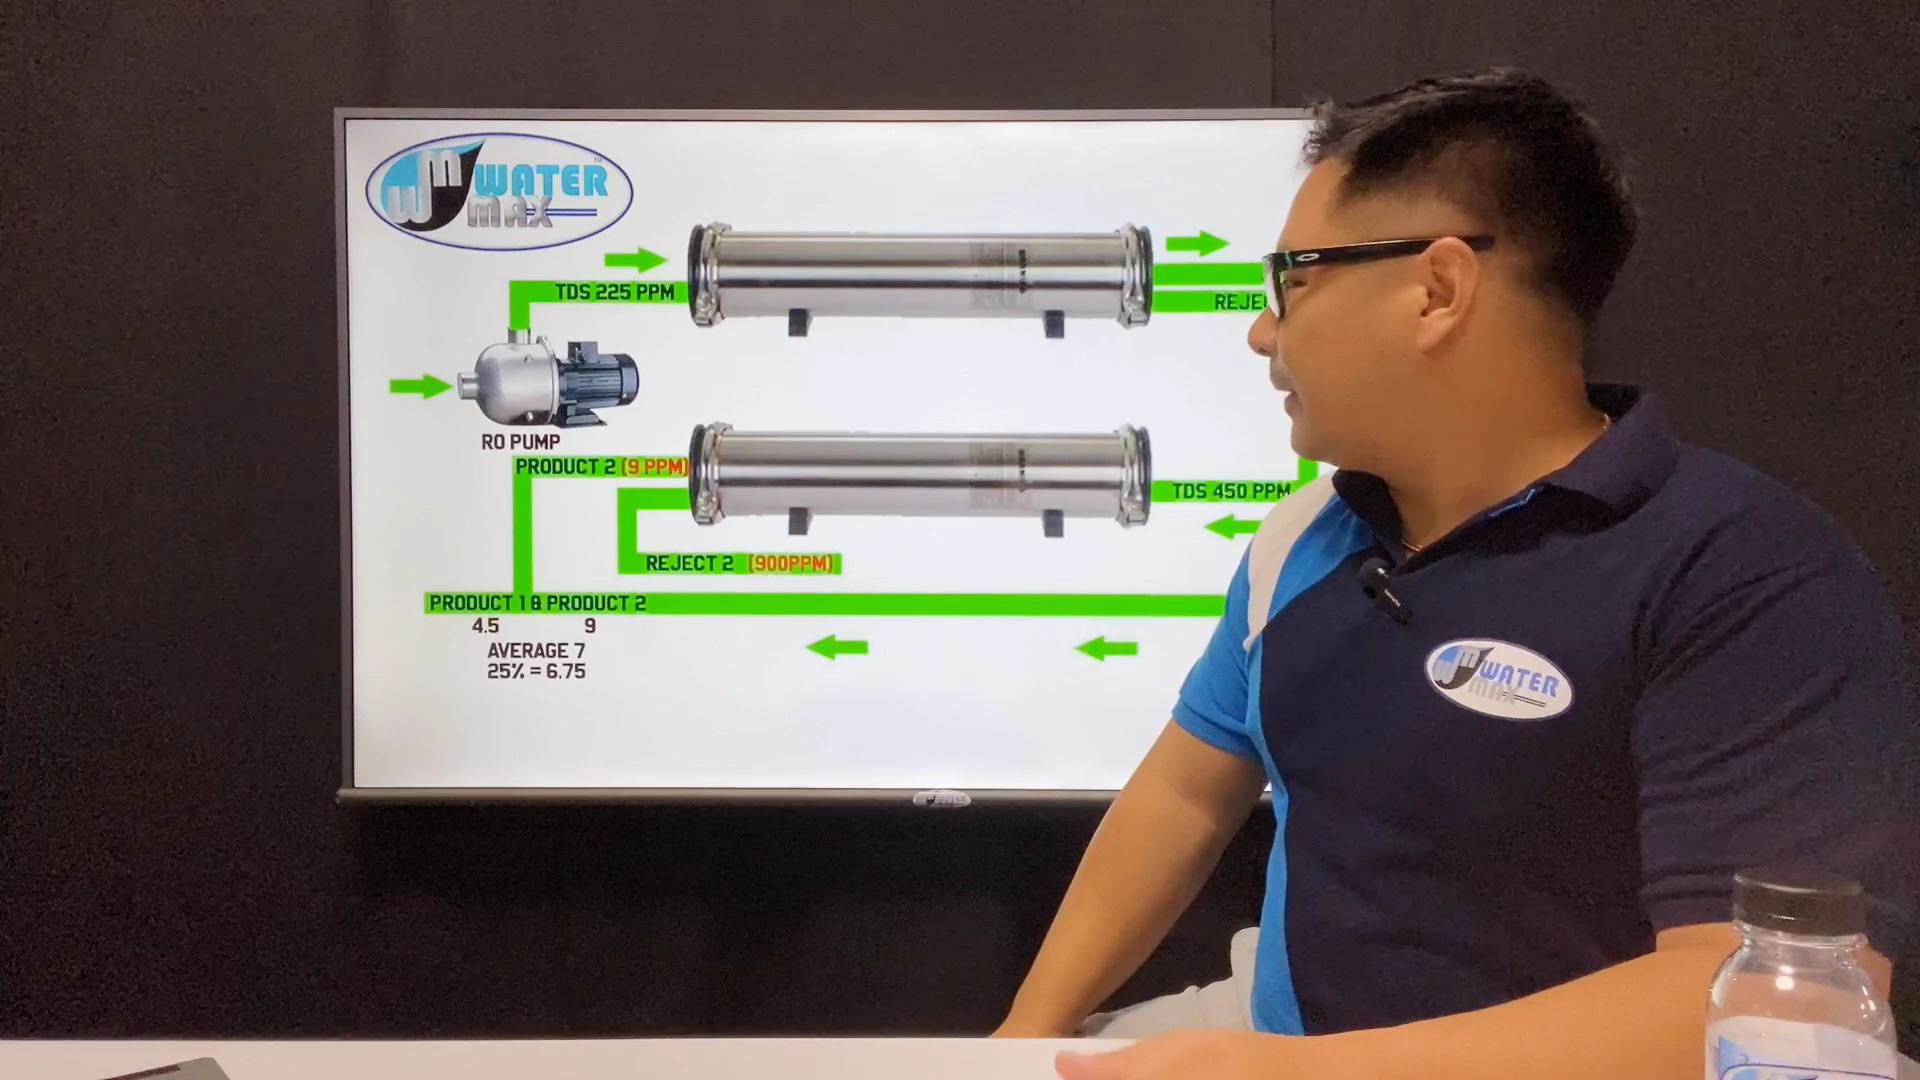 WATER
MAX
TM
TDS 225 PPM
REJE
RO PUMP
PRODUCT 2 (9 PPM)
TDS 450 PPM
REJECT 2 (900PPM)
PRODUCT 1 & PRODUCT 2
4.5 9
AVERAGE 7
25% = 6.75
WATER
MAX